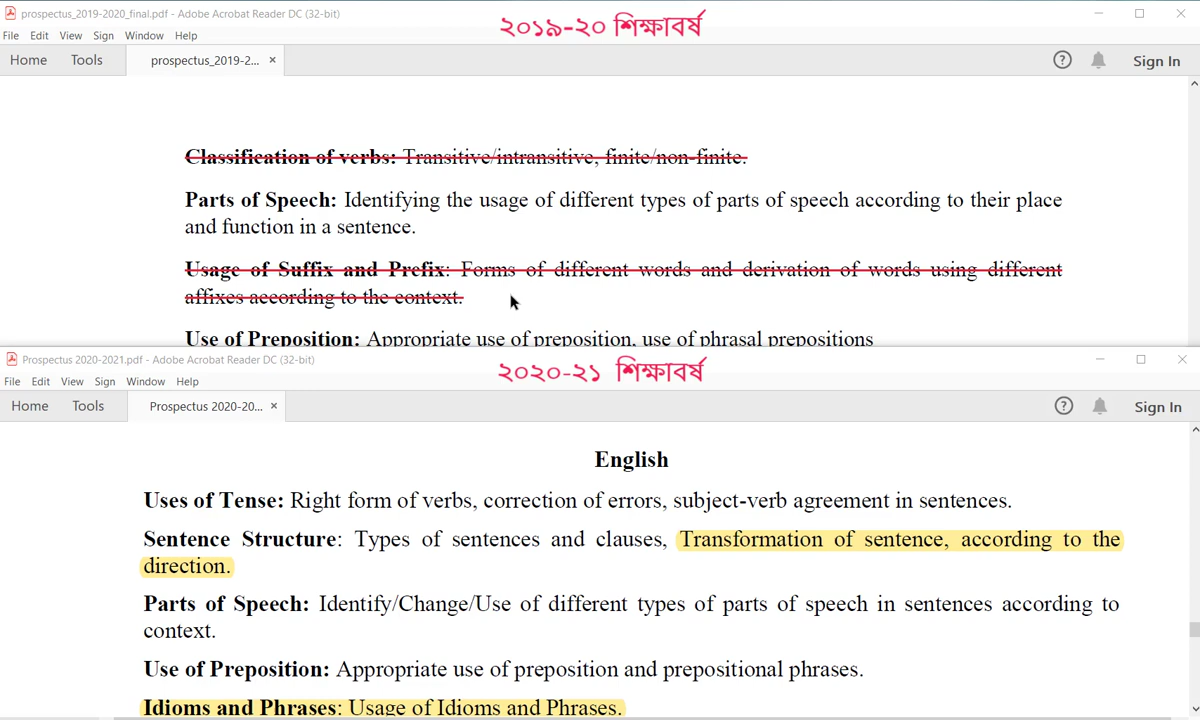 prospectus_2019-2020_final.pdf - Adobe Acrobat Reader DC (32-bit)
২০১৯-২০ শিক্ষাবর্ষ
File Edit View Sign Window Help
Home Tools prospectus_2019-2... × ? Sign In
Classification of verbs: Transitive/intransitive, finite/non-finite.
Parts of Speech: Identifying the usage of different types of parts of speech according to their place
and function in a sentence.
Usage of Suffix and Prefix: Forms of different words and derivation of words using different
affixes according to the context.
Use of Preposition: Appropriate use of preposition, use of phrasal prepositions
Prospectus 2020-2021.pdf - Adobe Acrobat Reader DC (32-bit)
২০২০-২১ শিক্ষাবর্ষ
File Edit View Sign Window Help
Home Tools Prospectus 2020-20... × ? Sign In
English
Uses of Tense: Right form of verbs, correction of errors, subject-verb agreement in sentences.
Sentence Structure: Types of sentences and clauses, Transformation of sentence, according to the
direction.
Parts of Speech: Identify/Change/Use of different types of parts of speech in sentences according to
context.
Use of Preposition: Appropriate use of preposition and prepositional phrases.
Idioms and Phrases: Usage of Idioms and Phrases.